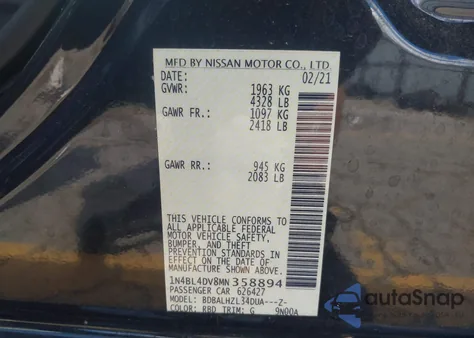 MFD BY NISSAN MOTOR CO., LTD.
DATE: 02/21
GVWR: 1963 KG
4328 LB
GAWR FR: 1097 KG
2418 LB
GAWR RR: 945 KG
2083 LB
THIS VEHICLE CONFORMS TO
ALL APPLICABLE FEDERAL
MOTOR VEHICLE SAFETY,
BUMPER, AND THEFT
PREVENTION STANDARDS IN
EFFECT ON THE DATE OF
MANUFACTURE SHOWN ABOVE.
1N4BL4DV8MN358894
PASSENGER CAR 626427
MODEL: BDBALHZL34DUA---Z-
COLOR: RBD TRIM: G 9N00A
autoSnap
Auto Data Solution